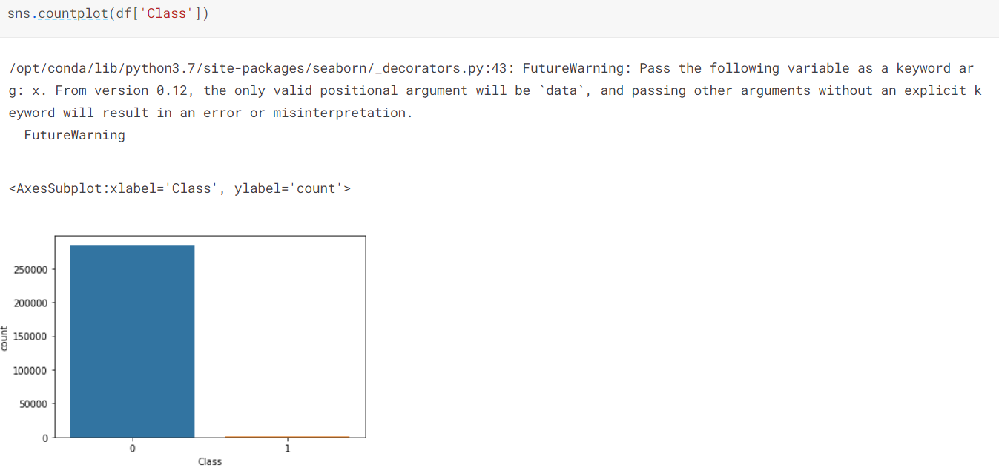 sns.countplot(df['Class'])
/opt/conda/lib/python3.7/site-packages/seaborn/_decorators.py:43: FutureWarning: Pass the following variable as a keyword ar
g: x. From version 0.12, the only valid positional argument will be `data`, and passing other arguments without an explicit k
eyword will result in an error or misinterpretation.
  FutureWarning
<AxesSubplot:xlabel='Class', ylabel='count'>
250000
200000
150000
100000
50000
0
count
0 1
Class